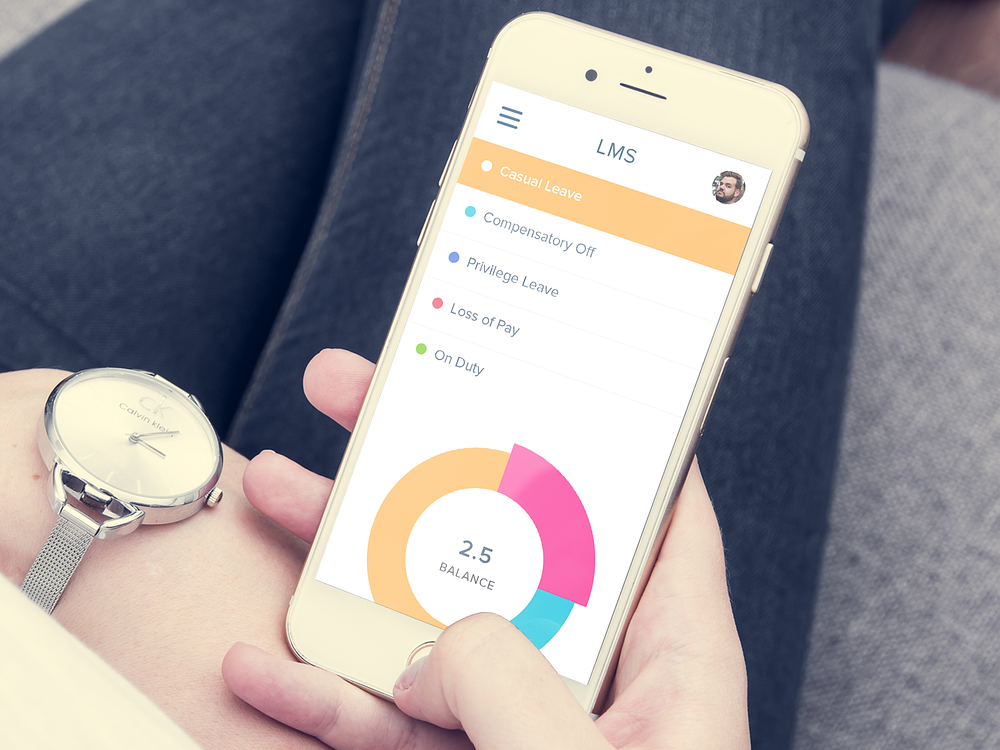 LMS
Casual Leave
Compensatory Off
Privilege Leave
Loss of Pay
On Duty
2.5
BALANCE
CK
Calvin Klein